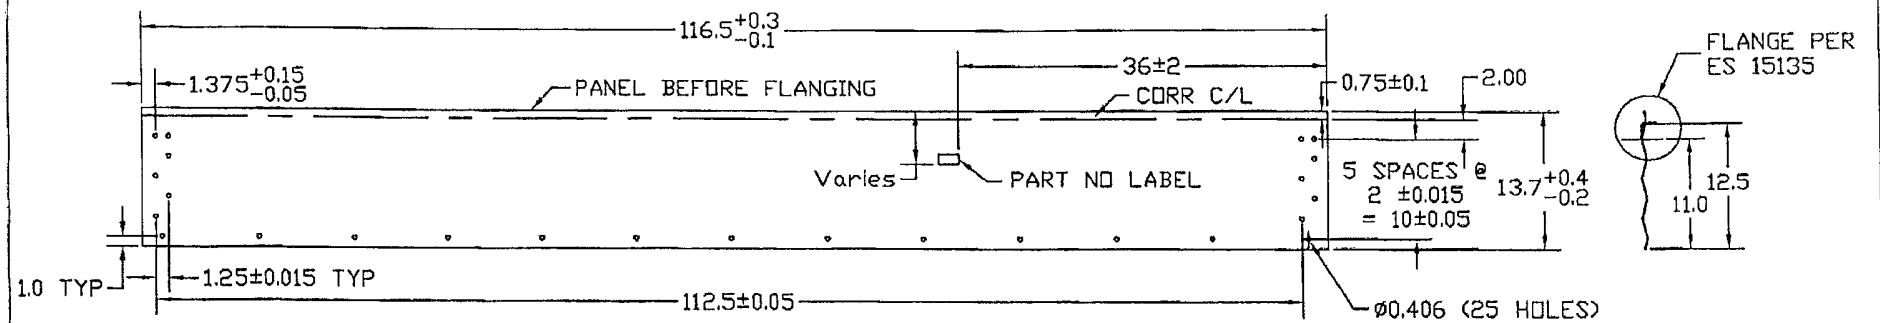 116.5+0.3
-0.1
FLANGE PER
ES 15135
36±2
1.375+0.15
-0.05
PANEL BEFORE FLANGING
CORR C/L
0.75±0.1
2.00
Varies
PART NO LABEL
5 SPACES @
2 ±0.015
= 10±0.05
13.7+0.4
-0.2
11.0
12.5
1.0 TYP
1.25±0.015 TYP
112.5±0.05
ø0.406 (25 HOLES)